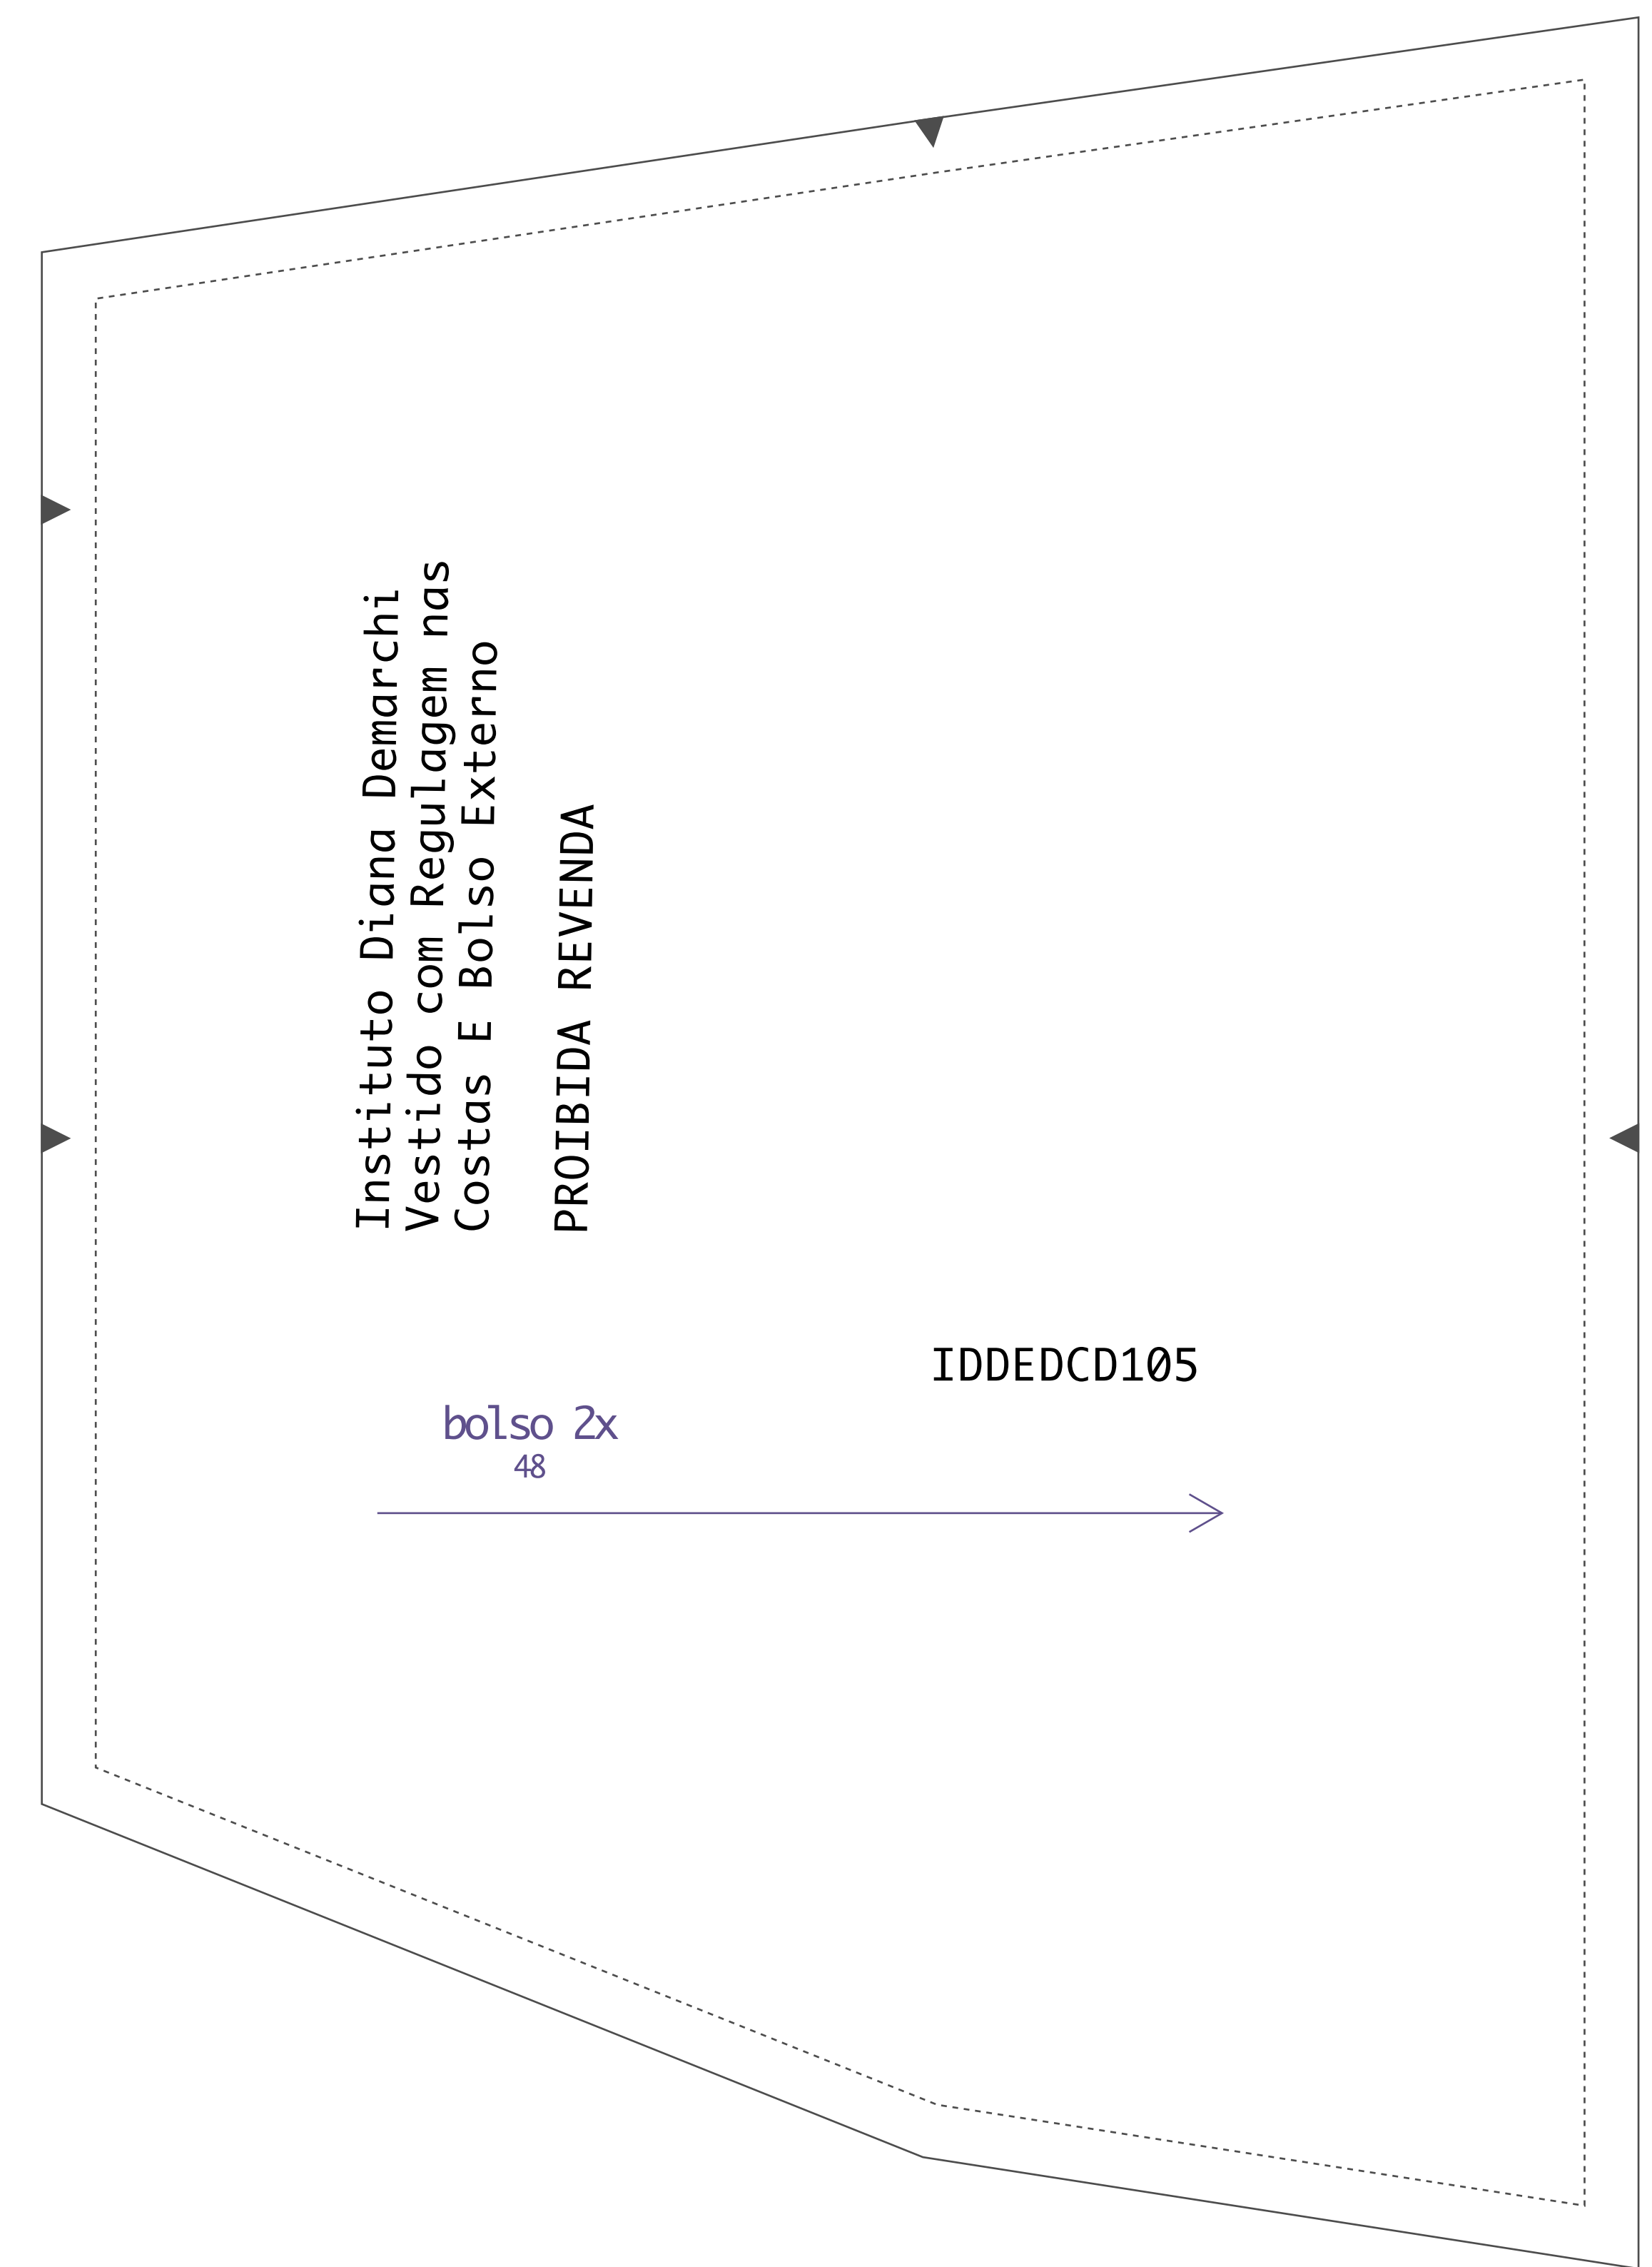 Instituto Diana Demarchi
Vestido com Regulagem nas
Costas E Bolso Externo
PROIBIDA REVENDA
IDDEDCD105
bolso 2x
48